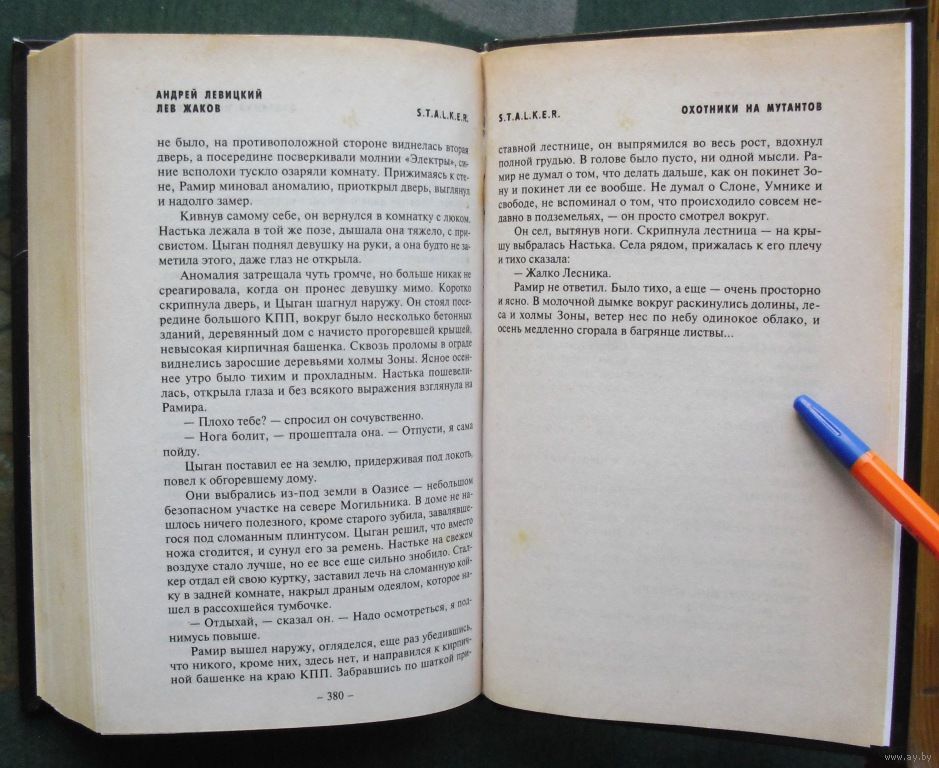 АНДРЕЙ ЛЕВИЦКИЙ
ЛЕВ ЖАКОВ
S.T.A.L.K.E.R.
не было, на противоположной стороне виднелась вторая
дверь, а посередине посверкивали молнии «Электры», си-
ние всполохи тускло озаряли комнату. Прижимаясь к сте-
не, Рамир миновал аномалию, приоткрыл дверь, выглянул
и надолго замер.
Кивнув самому себе, он вернулся в комнатку с люком.
Настька лежала в той же позе, дышала она тяжело, с при-
свистом. Цыган поднял девушку на руки, а она будто не за-
метила этого, даже глаз не открыла.
Аномалия затрещала чуть громче, но больше никак не
среагировала, когда он пронес девушку мимо. Коротко
скрипнула дверь, и Цыган шагнул наружу. Он стоял посе-
редине большого КПП, вокруг было несколько бетонных
зданий, деревянный дом с начисто прогоревшей крышей,
невысокая кирпичная башенка. Сквозь проломы в ограде
виднелись заросшие деревьями холмы Зоны. Ясное осен-
нее утро было тихим и прохладным. Настька пошевели-
лась, открыла глаза и без всякого выражения взглянула на
Рамира.
— Плохо тебе? — спросил он сочувственно.
— Нога болит, — прошептала она. — Отпусти, я сама
пойду.
Цыган поставил ее на землю, придерживая под локоть,
повел к обгоревшему дому.
Они выбрались из-под земли в Оазисе — небольшом
безопасном участке на севере Могильника. В доме не на-
шлось ничего полезного, кроме старого зубила, завалявше-
гося под сломанным плинтусом. Цыган решил, что вместо
ножа сгодится, и сунул его за ремень. Настьке на свежем
воздухе стало лучше, но ее все еще сильно знобило. Стал-
кер отдал ей свою куртку, заставил лечь на сломанную кой-
ку в задней комнате, накрыл драным одеялом, которое на-
шел в рассохшейся тумбочке.
— Отдыхай, — сказал он. — Надо осмотреться, я под-
нимусь повыше.
Рамир вышел наружу, огляделся, еще раз убедившись,
что никого, кроме них, здесь нет, и направился к кирпич-
ной башенке на краю КПП. Забравшись по шаткой при-
– 380 –
S.T.A.L.K.E.R.
ОХОТНИКИ НА МУТАНТОВ
ставной лестнице, он выпрямился во весь рост, вдохнул
полной грудью. В голове было пусто, ни одной мысли. Ра-
мир не думал о том, что делать дальше, как он покинет Зо-
ну и покинет ли ее вообще. Не думал о Слоне, Умнике и
свободе, не вспоминал о том, что происходило совсем не-
давно в подземельях, — он просто смотрел вокруг.
Он сел, вытянув ноги. Скрипнула лестница — на кры-
шу выбралась Настька. Села рядом, прижалась к его плечу
и тихо сказала:
— Жалко Лесника.
Рамир не ответил. Было тихо, а еще — очень просторно
и ясно. В молочной дымке вокруг раскинулись долины, ле-
са и холмы Зоны, ветер нес по небу одинокое облако, и
осень медленно сгорала в багрянце листвы...
www.ay.by